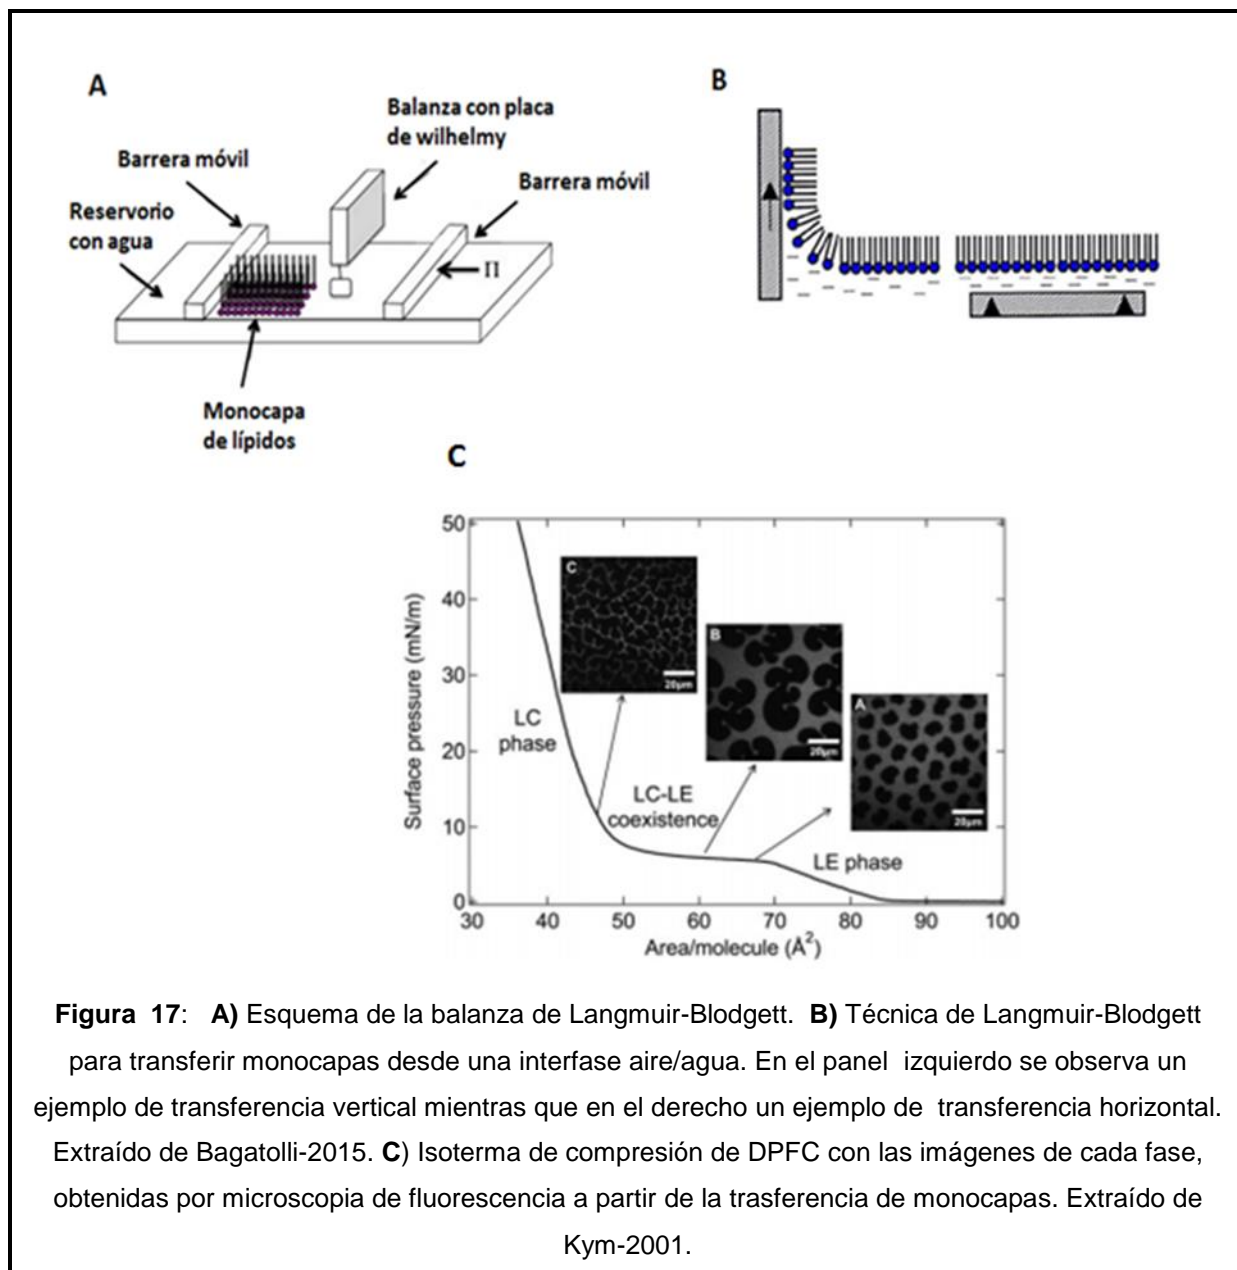 A
Barrera móvil
Reservorio
con agua
Balanza con placa
de wilhelmy
Barrera móvil
Π
Monocapa
de lípidos
B
C
Surface pressure (mN/m)
50
40
30
20
10
0
LC
phase
LC-LE
coexistence
LE phase
C
20µm
B
20µm
A
20µm
30 40 50 60 70 80 90 100
Area/molecule (Å²)
Figura 17: A) Esquema de la balanza de Langmuir-Blodgett. B) Técnica de Langmuir-Blodgett
para transferir monocapas desde una interfase aire/agua. En el panel izquierdo se observa un
ejemplo de transferencia vertical mientras que en el derecho un ejemplo de transferencia horizontal.
Extraído de Bagatolli-2015. C) Isoterma de compresión de DPFC con las imágenes de cada fase,
obtenidas por microscopia de fluorescencia a partir de la trasferencia de monocapas. Extraído de
Kym-2001.